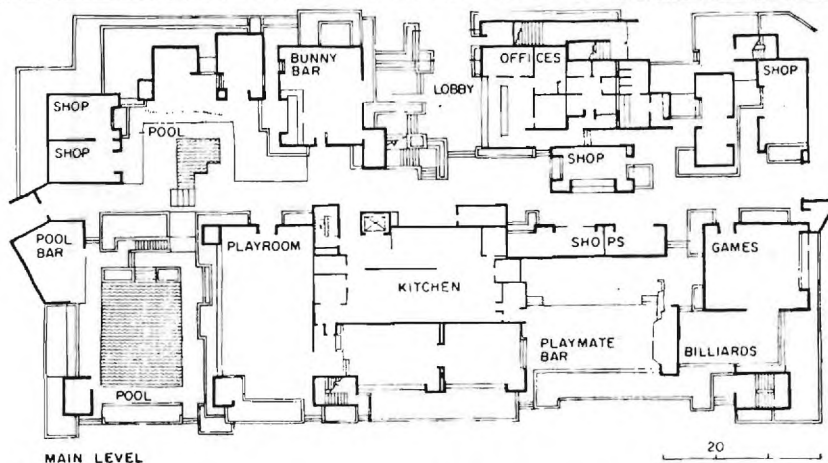 BUNNY
BAR
OFFICES
LOBBY
SHOP
SHOP
POOL
SHOP
SHOP
POOL
BAR
PLAYROOM
SHOPS
GAMES
KITCHEN
PLAYMATE
BAR
BILLIARDS
POOL
MAIN LEVEL
20